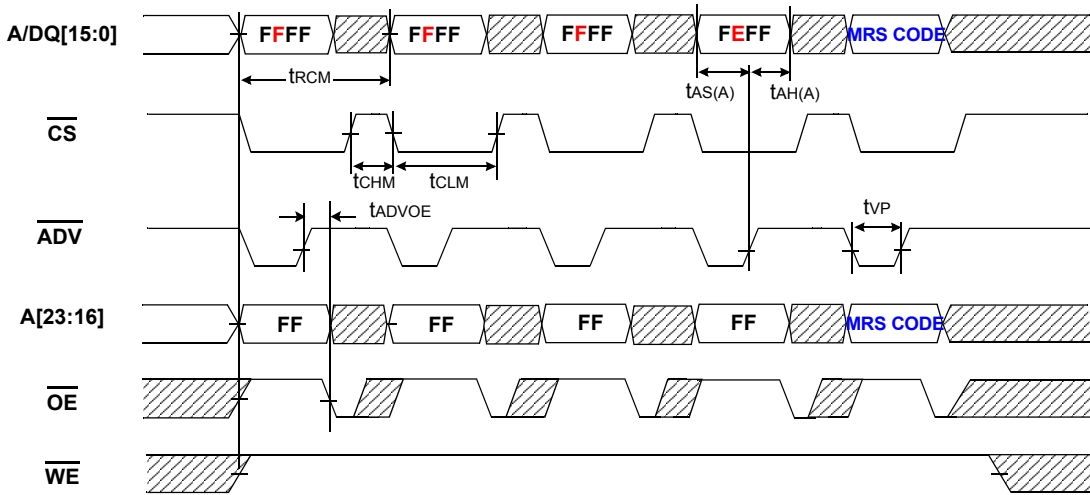 A/DQ[15:0] FFFF FFFF FFFF FEFF MRS CODE
tRCM tAS(A) tAH(A)
CS
tCHM tCLM
tADVOE tVP
ADV
A[23:16] FF FF FF FF MRS CODE
OE
WE